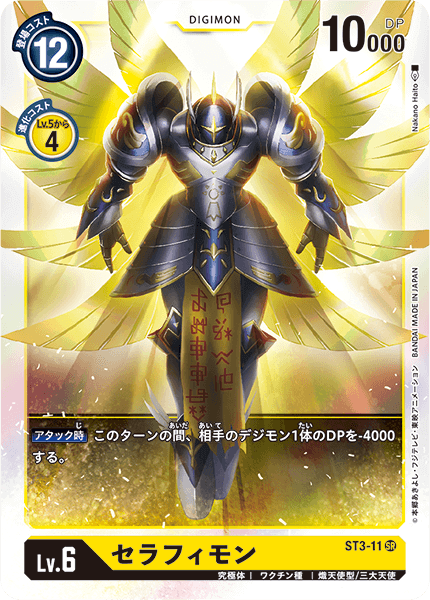 DIGIMON
登場コスト
12
進化コスト
Lv.5から
4
DP
10000
Nakano Haito
BANDAI MADE IN JAPAN
© 本郷あきよし・フジテレビ・東映アニメーション
アタック時 このターンの間、相手のデジモン1体のDPを-4000
する。
ST3-11 SR
Lv.6 セラフィモン
究極体 | ワクチン種 | 熾天使型/三大天使